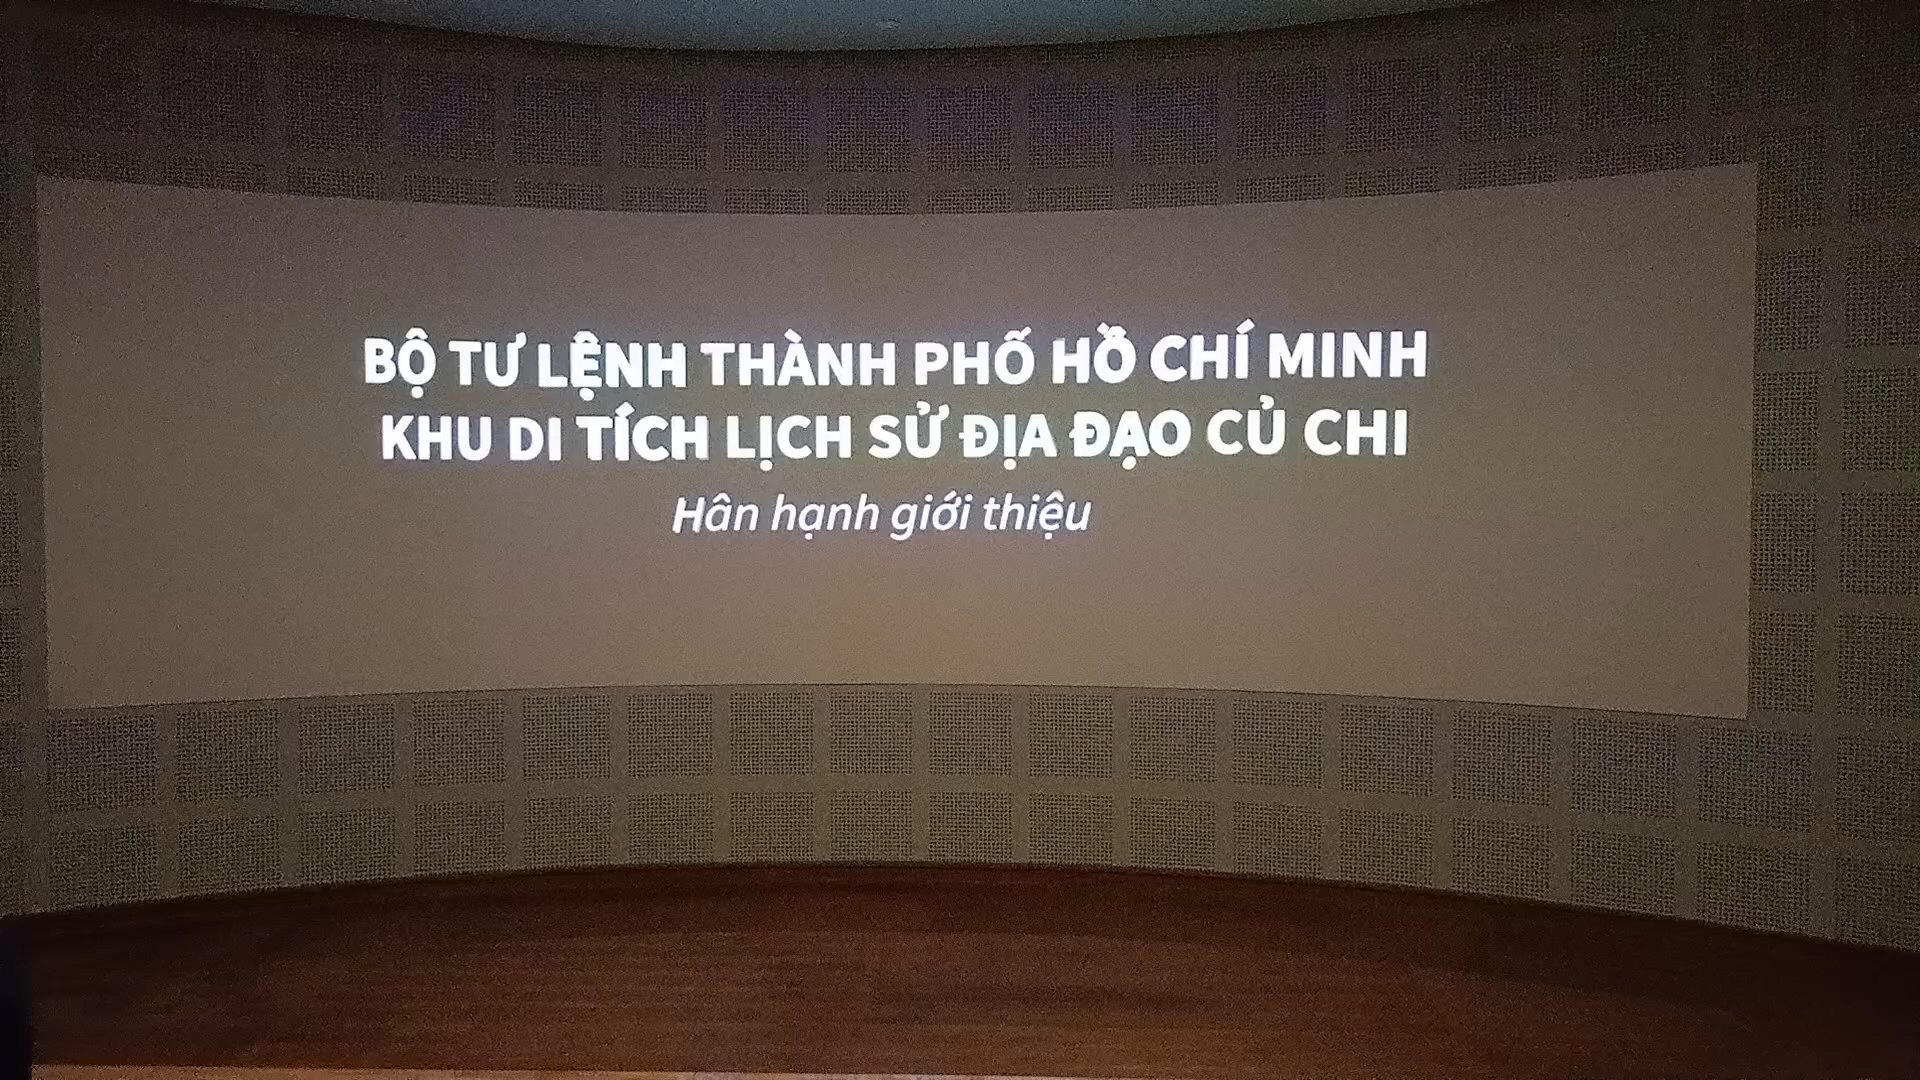 BỘ TƯ LỆNH THÀNH PHỐ HỒ CHÍ MINH
KHU DI TÍCH LỊCH SỬ ĐỊA ĐẠO CỦ CHI
Hân hạnh giới thiệu